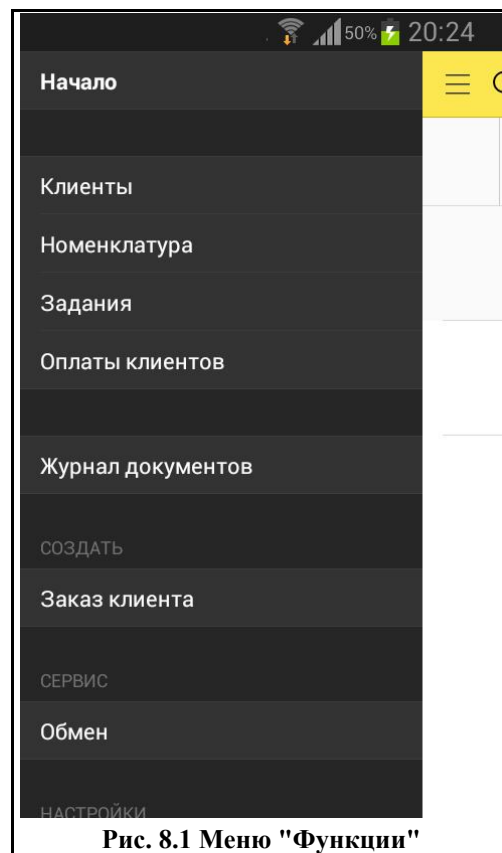 50% 20:24
Начало
Клиенты
Номенклатура
Задания
Оплаты клиентов
Журнал документов
СОЗДАТЬ
Заказ клиента
СЕРВИС
Обмен
НАСТРОЙКИ
Рис. 8.1 Меню "Функции"